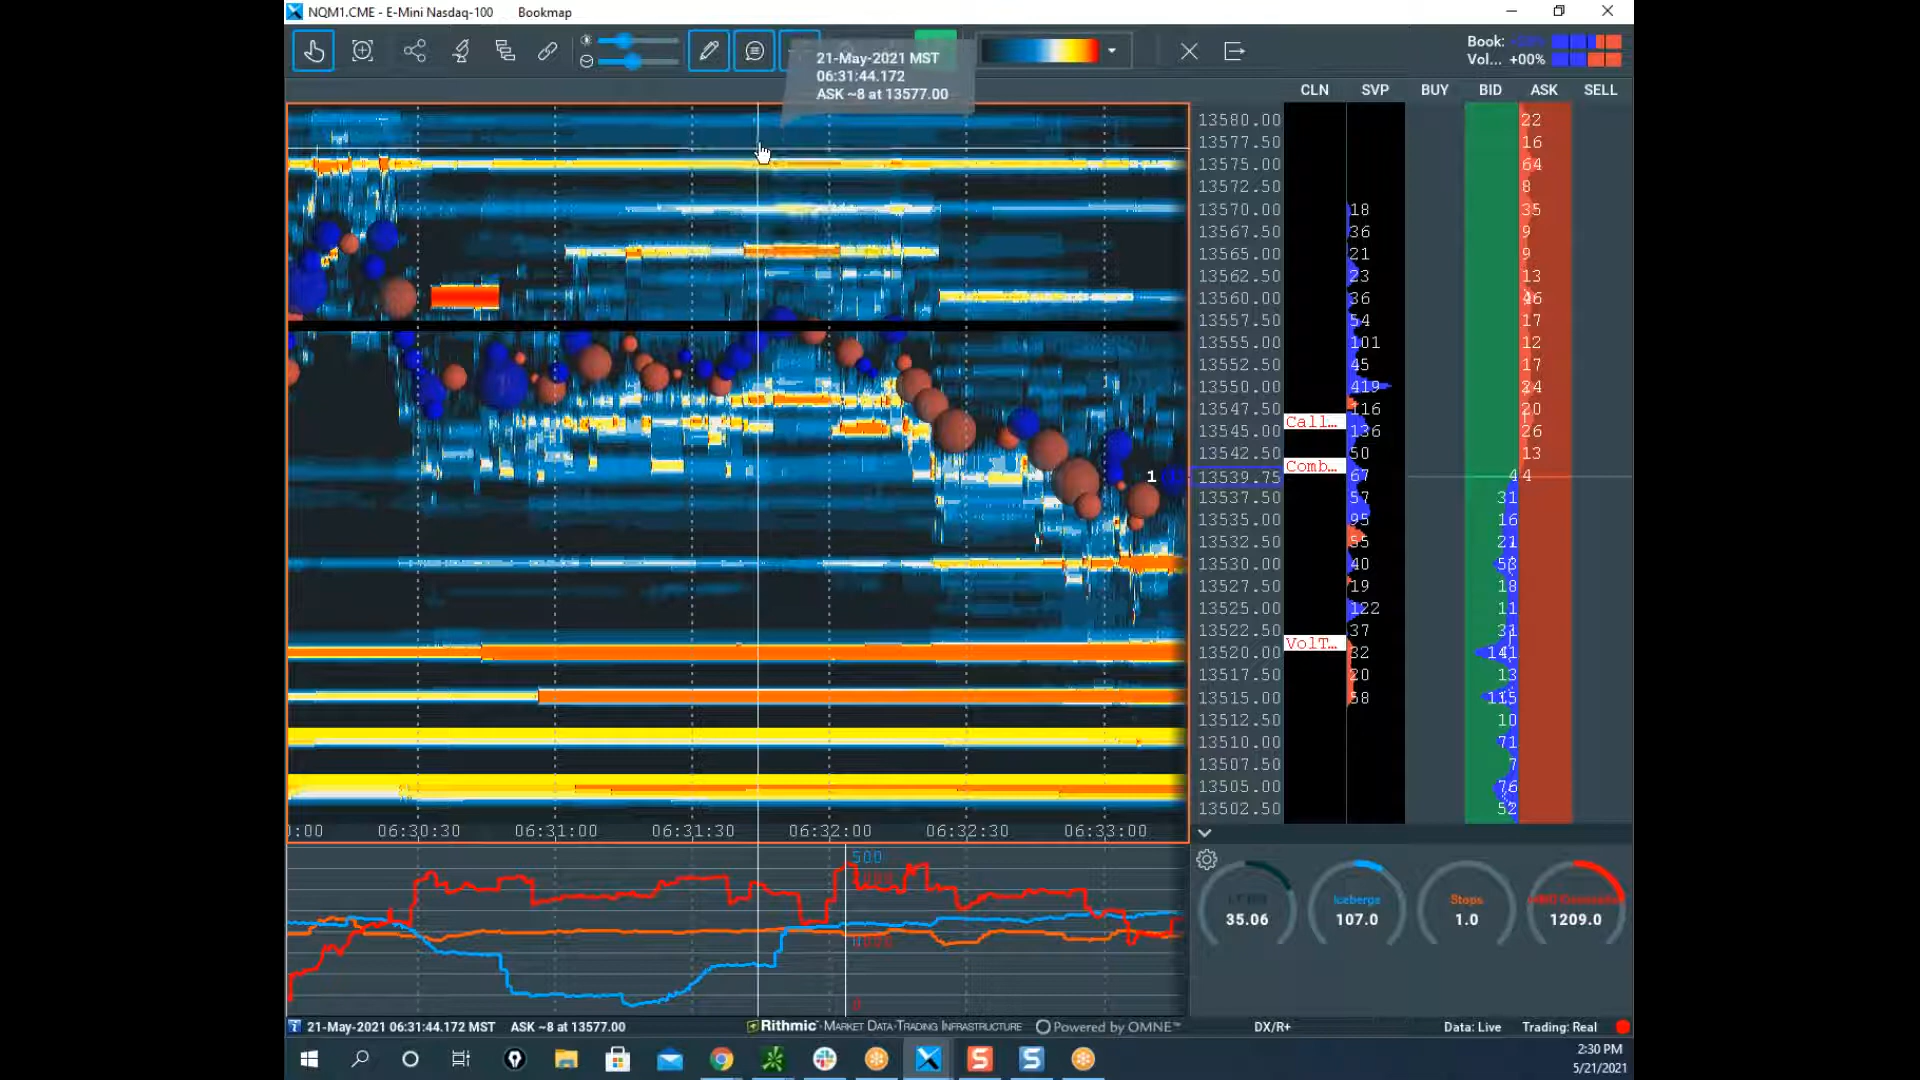 NQM1.CME - E-Mini Nasdaq-100 Bookmap
21-May-2021 MST
06:31:44.172
ASK ~8 at 13577.00
Book:
Vol... +00%
CLN SVP BUY BID ASK SELL
13580.00 22
13577.50 16
13575.00 64
13572.50 8
13570.00 18 35
13567.50 36 9
13565.00 21 9
13562.50 23 13
13560.00 36 46
13557.50 54 17
13555.00 101 12
13552.50 45 17
13550.00 419 24
13547.50 116 20
Call...
13545.00 136 26
13542.50 50 13
Comb...
1 13539.75 67 4 4
13537.50 57 31
13535.00 95 16
13532.50 55 21
13530.00 40 53
13527.50 19 18
13525.00 122 11
13522.50 37 31
VolT...
13520.00 32 141
13517.50 20 13
13515.00 58 115
13512.50 10
13510.00 71
13507.50 7
13505.00 76
13502.50 52
):00 06:30:30 06:31:00 06:31:30 06:32:00 06:32:30 06:33:00
500
0
Icebergs Stops
35.06 107.0 1.0 1209.0
21-May-2021 06:31:44.172 MST ASK ~8 at 13577.00 Rithmic · MARKET DATA-TRADING INFRASTRUCTURE Powered by OMNE™ DX/R+ Data: Live Trading: Real
2:30 PM
5/21/2021